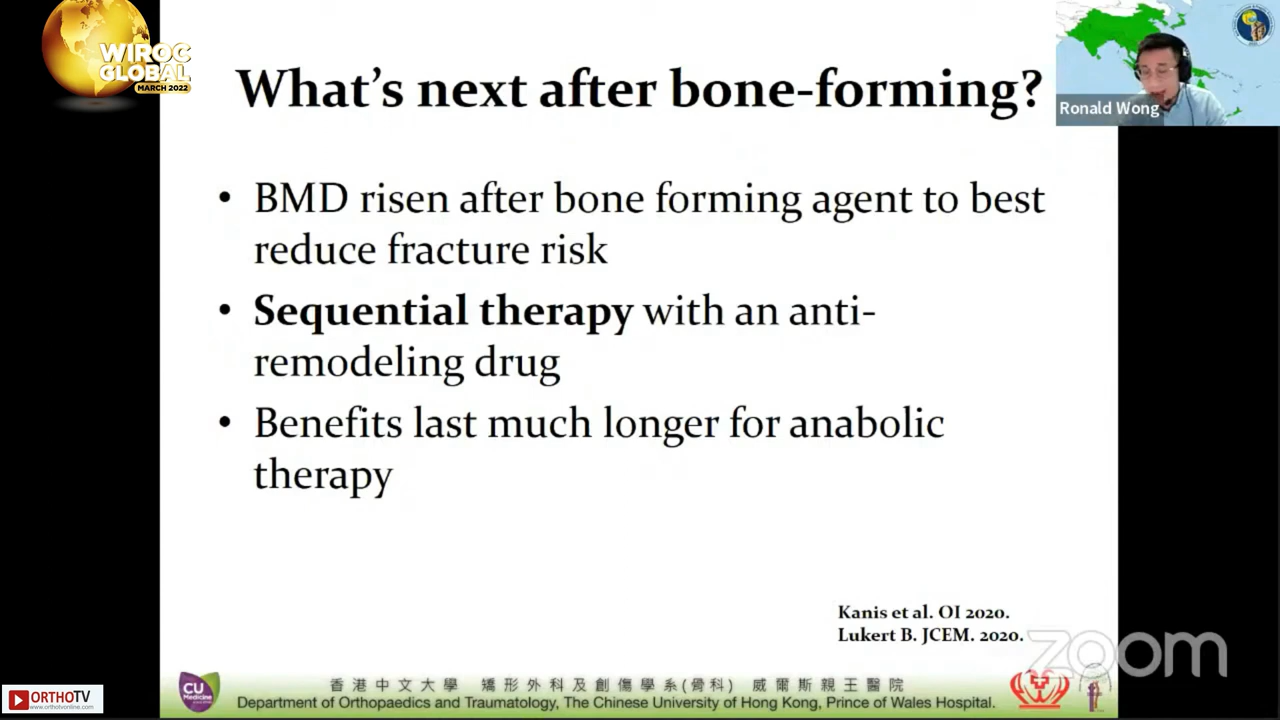 WIROC
GLOBAL
MARCH 2022
What's next after bone-forming?
Ronald Wong
• BMD risen after bone forming agent to best
reduce fracture risk
• Sequential therapy with an anti-
remodeling drug
• Benefits last much longer for anabolic
therapy
Kanis et al. OI 2020.
Lukert B. JCEM. 2020.
zoom
CU
Medicine
香港中文大學 矯形外科及創傷學系(骨科) 威爾斯親王醫院
Department of Orthopaedics and Traumatology, The Chinese University of Hong Kong, Prince of Wales Hospital.
ORTHOTV
www.orthotvonline.com